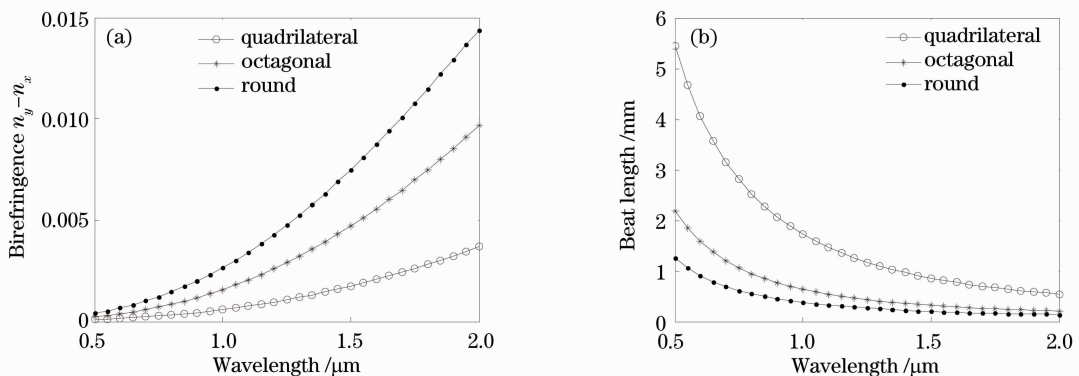 (a)
quadrilateral
octagonal
round
0.015
0.010
0.005
0
0.5
1.0
1.5
2.0
Wavelength /μm
Birefringence n_y−n_x
(b)
quadrilateral
octagonal
round
6
5
4
3
2
1
0
0.5
1.0
1.5
2.0
Wavelength /μm
Beat length /mm